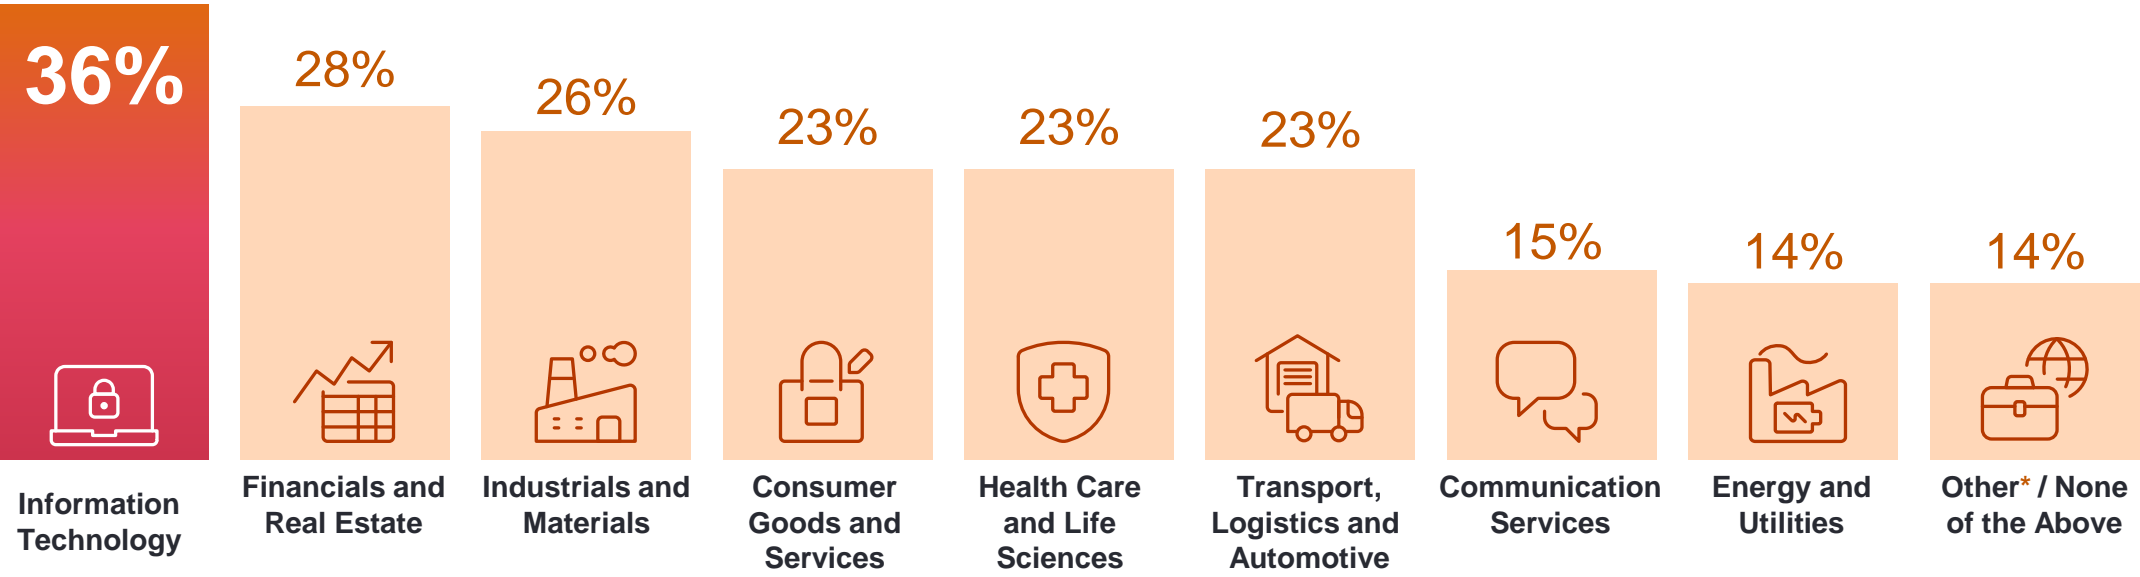 36%
28%
26%
23%
23%
23%
15%
14%
14%
Information
Technology
Financials and
Real Estate
Industrials and
Materials
Consumer
Goods and
Services
Health Care
and Life
Sciences
Transport,
Logistics and
Automotive
Communication
Services
Energy and
Utilities
Other* / None
of the Above